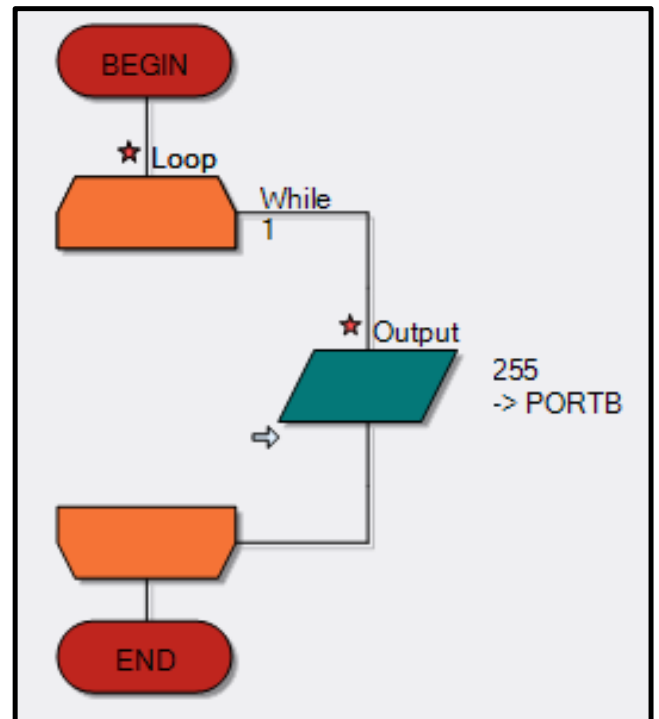 BEGIN
Loop
While
1
Output
255
-> PORTB
END